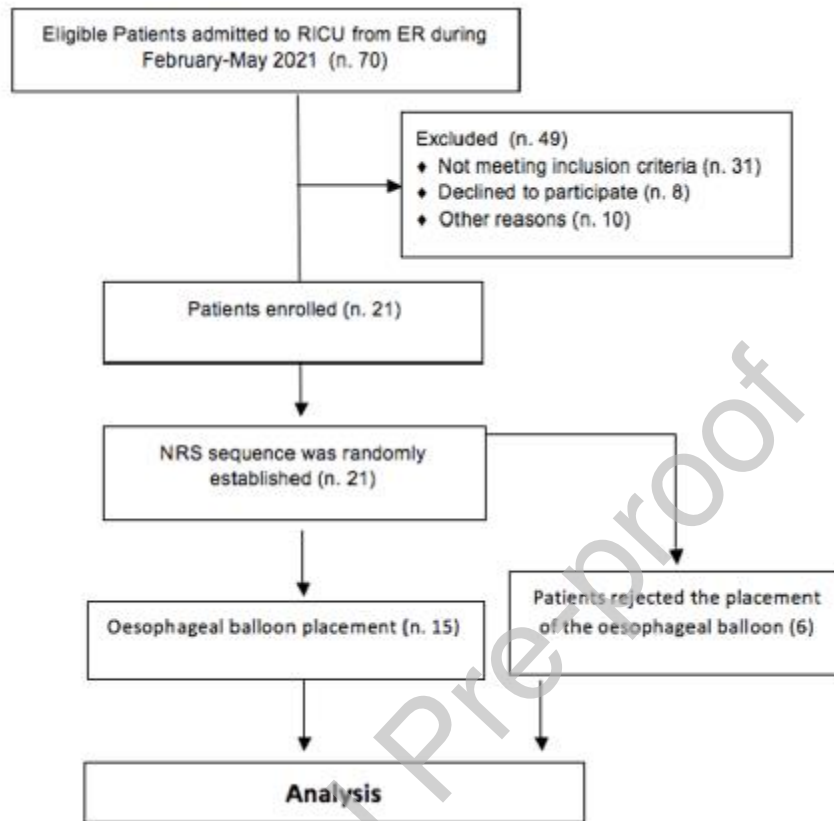 Eligible Patients admitted to RICU from ER during
February-May 2021 (n. 70)
Excluded (n. 49)
♦ Not meeting inclusion criteria (n. 31)
♦ Declined to participate (n. 8)
♦ Other reasons (n. 10)
Patients enrolled (n. 21)
NRS sequence was randomly
established (n. 21)
Oesophageal balloon placement (n. 15)
Patients rejected the placement
of the oesophageal balloon (6)
Analysis
Pre-proof